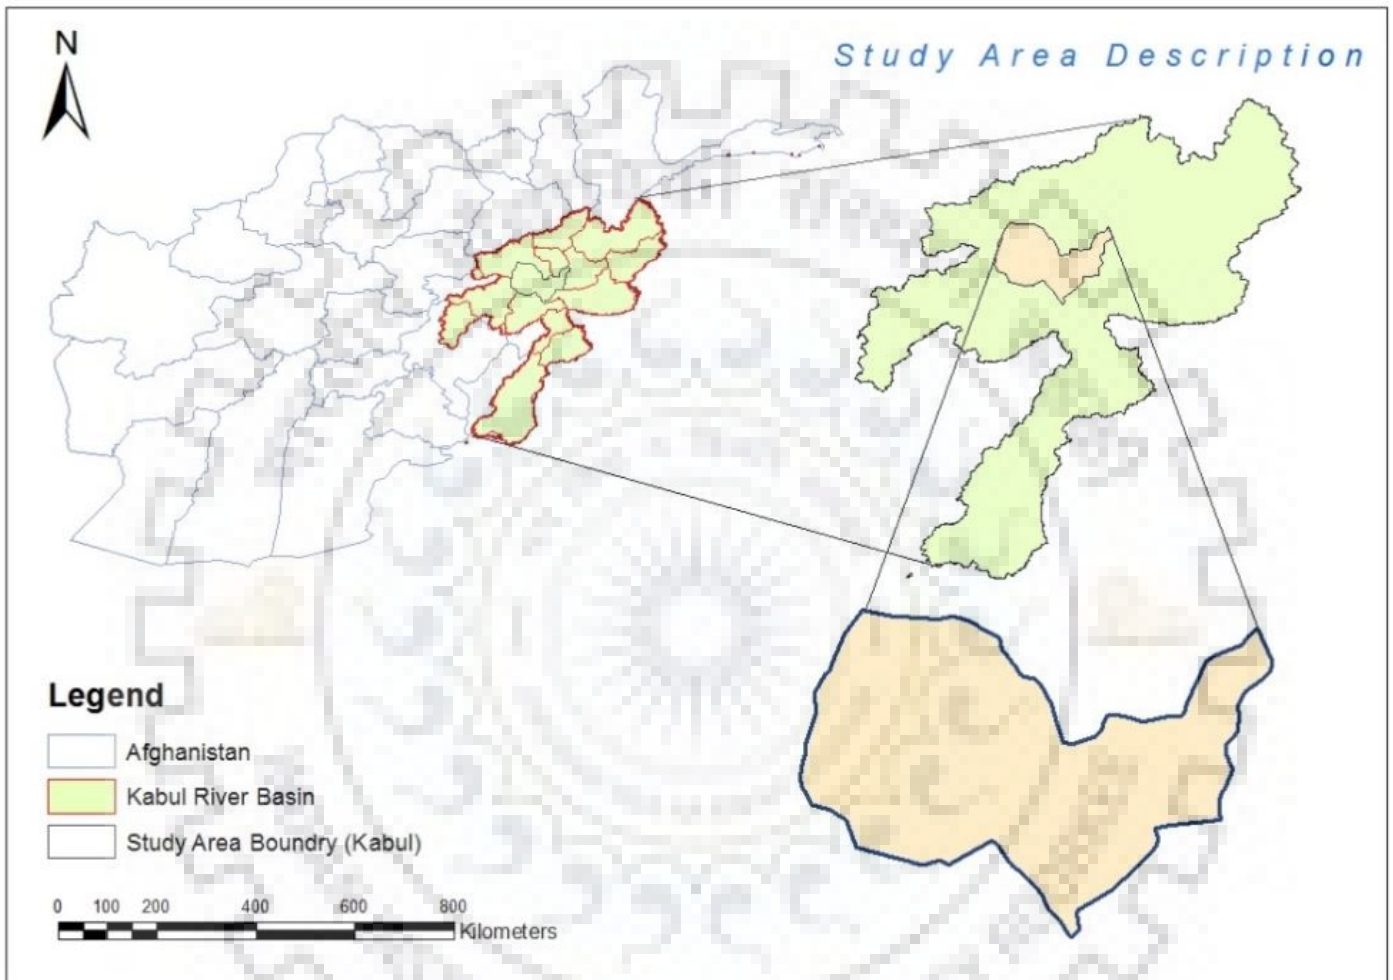 N
Study Area Description
Legend
Afghanistan
Kabul River Basin
Study Area Boundry (Kabul)
0 100 200 400 600 800
Kilometers